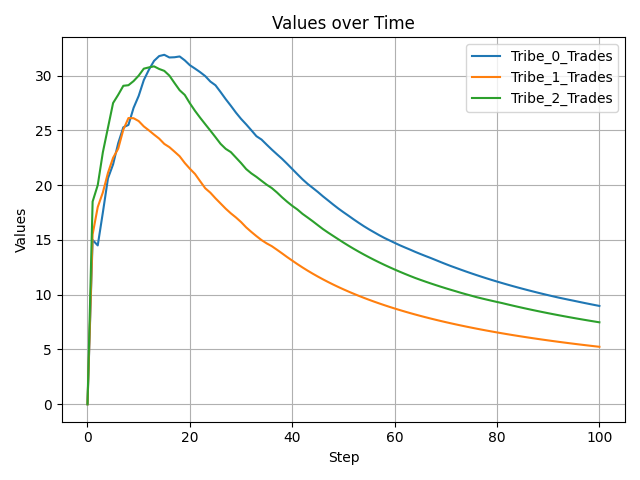 Values over Time
Tribe_0_Trades
Tribe_1_Trades
Tribe_2_Trades
30
25
20
15
10
5
0
Values
0 20 40 60 80 100
Step